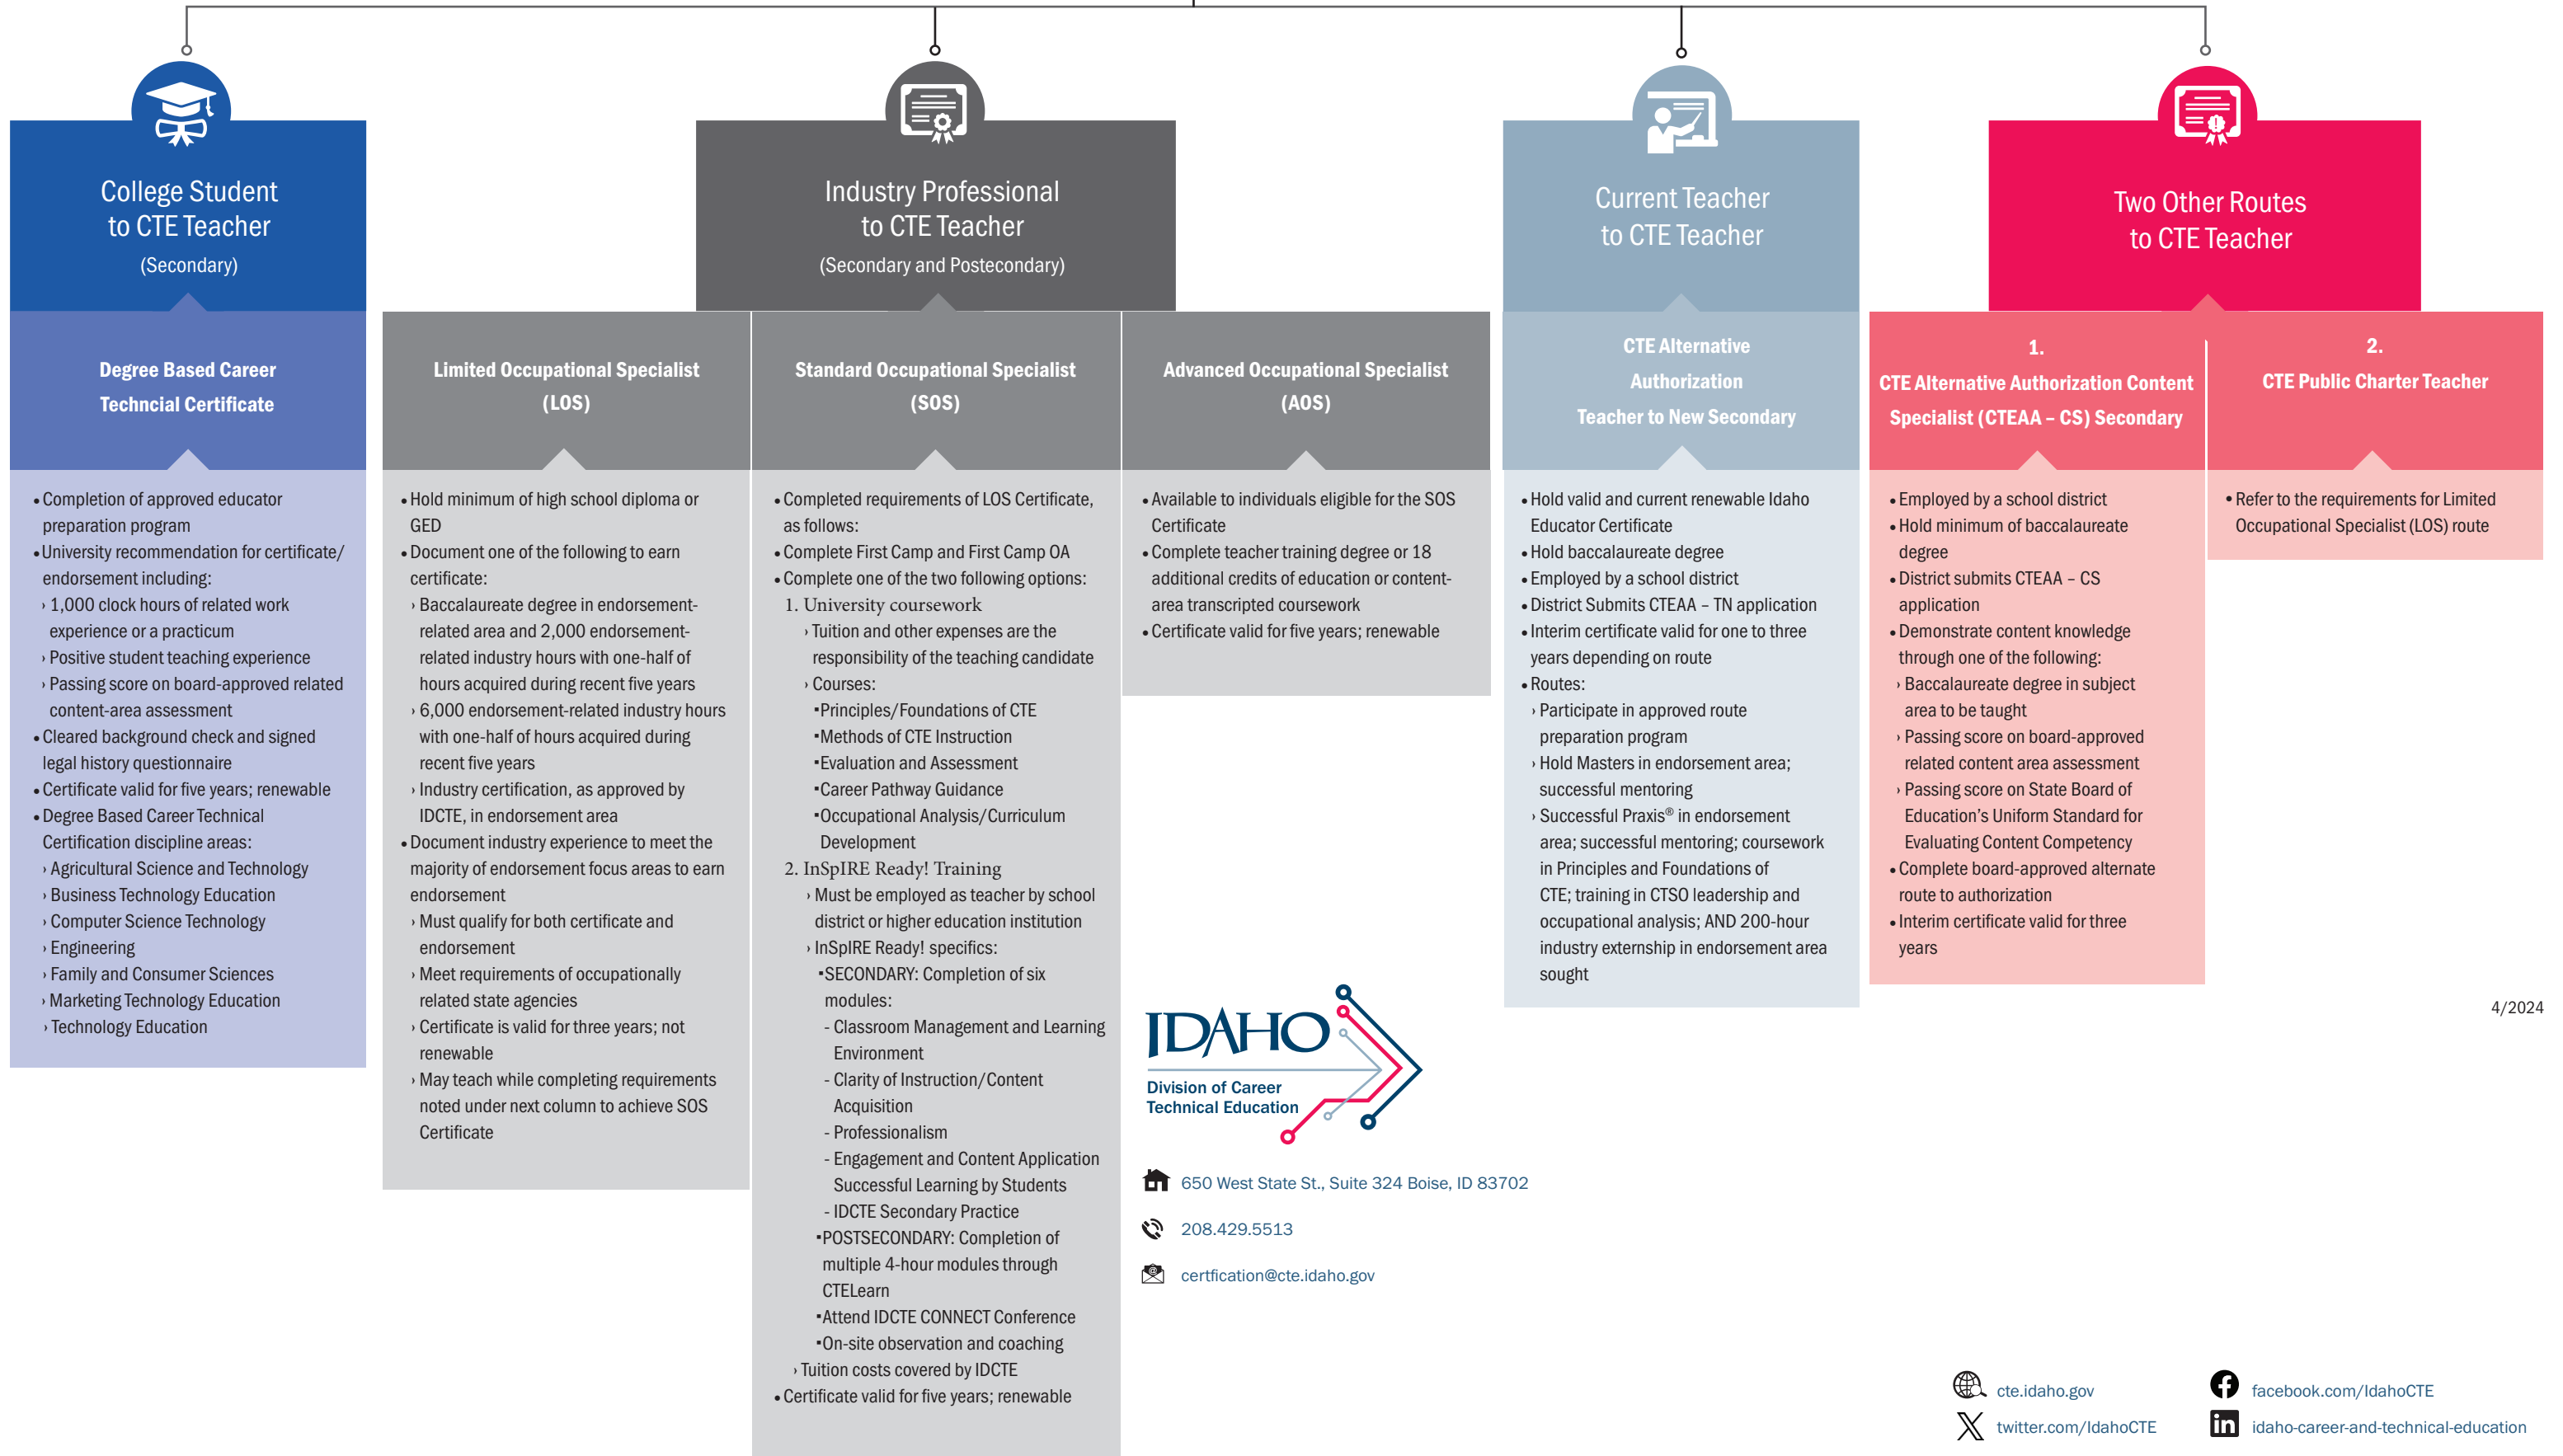 College Student
to CTE Teacher
(Secondary)
Degree Based Career
Techncial Certificate
• Completion of approved educator
preparation program
• University recommendation for certificate/
endorsement including:
› 1,000 clock hours of related work
experience or a practicum
› Positive student teaching experience
› Passing score on board-approved related
content-area assessment
• Cleared background check and signed
legal history questionnaire
• Certificate valid for five years; renewable
• Degree Based Career Technical
Certification discipline areas:
› Agricultural Science and Technology
› Business Technology Education
› Computer Science Technology
› Engineering
› Family and Consumer Sciences
› Marketing Technology Education
› Technology Education
Industry Professional
to CTE Teacher
(Secondary and Postecondary)
Limited Occupational Specialist
(LOS)
• Hold minimum of high school diploma or
GED
• Document one of the following to earn
certificate:
› Baccalaureate degree in endorsement-
related area and 2,000 endorsement-
related industry hours with one-half of
hours acquired during recent five years
› 6,000 endorsement-related industry hours
with one-half of hours acquired during
recent five years
› Industry certification, as approved by
IDCTE, in endorsement area
• Document industry experience to meet the
majority of endorsement focus areas to earn
endorsement
› Must qualify for both certificate and
endorsement
› Meet requirements of occupationally
related state agencies
› Certificate is valid for three years; not
renewable
› May teach while completing requirements
noted under next column to achieve SOS
Certificate
Standard Occupational Specialist
(SOS)
• Completed requirements of LOS Certificate,
as follows:
• Complete First Camp and First Camp OA
• Complete one of the two following options:
1. University coursework
› Tuition and other expenses are the
responsibility of the teaching candidate
› Courses:
▪Principles/Foundations of CTE
▪Methods of CTE Instruction
▪Evaluation and Assessment
▪Career Pathway Guidance
▪Occupational Analysis/Curriculum
Development
2. InSpIRE Ready! Training
› Must be employed as teacher by school
district or higher education institution
› InSpIRE Ready! specifics:
▪SECONDARY: Completion of six
modules:
- Classroom Management and Learning
Environment
- Clarity of Instruction/Content
Acquisition
- Professionalism
- Engagement and Content Application
Successful Learning by Students
- IDCTE Secondary Practice
▪POSTSECONDARY: Completion of
multiple 4-hour modules through
CTELearn
▪Attend IDCTE CONNECT Conference
▪On-site observation and coaching
› Tuition costs covered by IDCTE
• Certificate valid for five years; renewable
Advanced Occupational Specialist
(AOS)
• Available to individuals eligible for the SOS
Certificate
• Complete teacher training degree or 18
additional credits of education or content-
area transcripted coursework
• Certificate valid for five years; renewable
Current Teacher
to CTE Teacher
CTE Alternative
Authorization
Teacher to New Secondary
• Hold valid and current renewable Idaho
Educator Certificate
• Hold baccalaureate degree
• Employed by a school district
• District Submits CTEAA – TN application
• Interim certificate valid for one to three
years depending on route
• Routes:
› Participate in approved route
preparation program
› Hold Masters in endorsement area;
successful mentoring
› Successful Praxis® in endorsement
area; successful mentoring; coursework
in Principles and Foundations of
CTE; training in CTSO leadership and
occupational analysis; AND 200-hour
industry externship in endorsement area
sought
Two Other Routes
to CTE Teacher
1.
CTE Alternative Authorization Content
Specialist (CTEAA – CS) Secondary
• Employed by a school district
• Hold minimum of baccalaureate
degree
• District submits CTEAA – CS
application
• Demonstrate content knowledge
through one of the following:
› Baccalaureate degree in subject
area to be taught
› Passing score on board-approved
related content area assessment
› Passing score on State Board of
Education's Uniform Standard for
Evaluating Content Competency
• Complete board-approved alternate
route to authorization
• Interim certificate valid for three
years
2.
CTE Public Charter Teacher
• Refer to the requirements for Limited
Occupational Specialist (LOS) route
4/2024
IDAHO
Division of Career
Technical Education
650 West State St., Suite 324 Boise, ID 83702
208.429.5513
certfication@cte.idaho.gov
cte.idaho.gov
facebook.com/IdahoCTE
twitter.com/IdahoCTE
idaho-career-and-technical-education